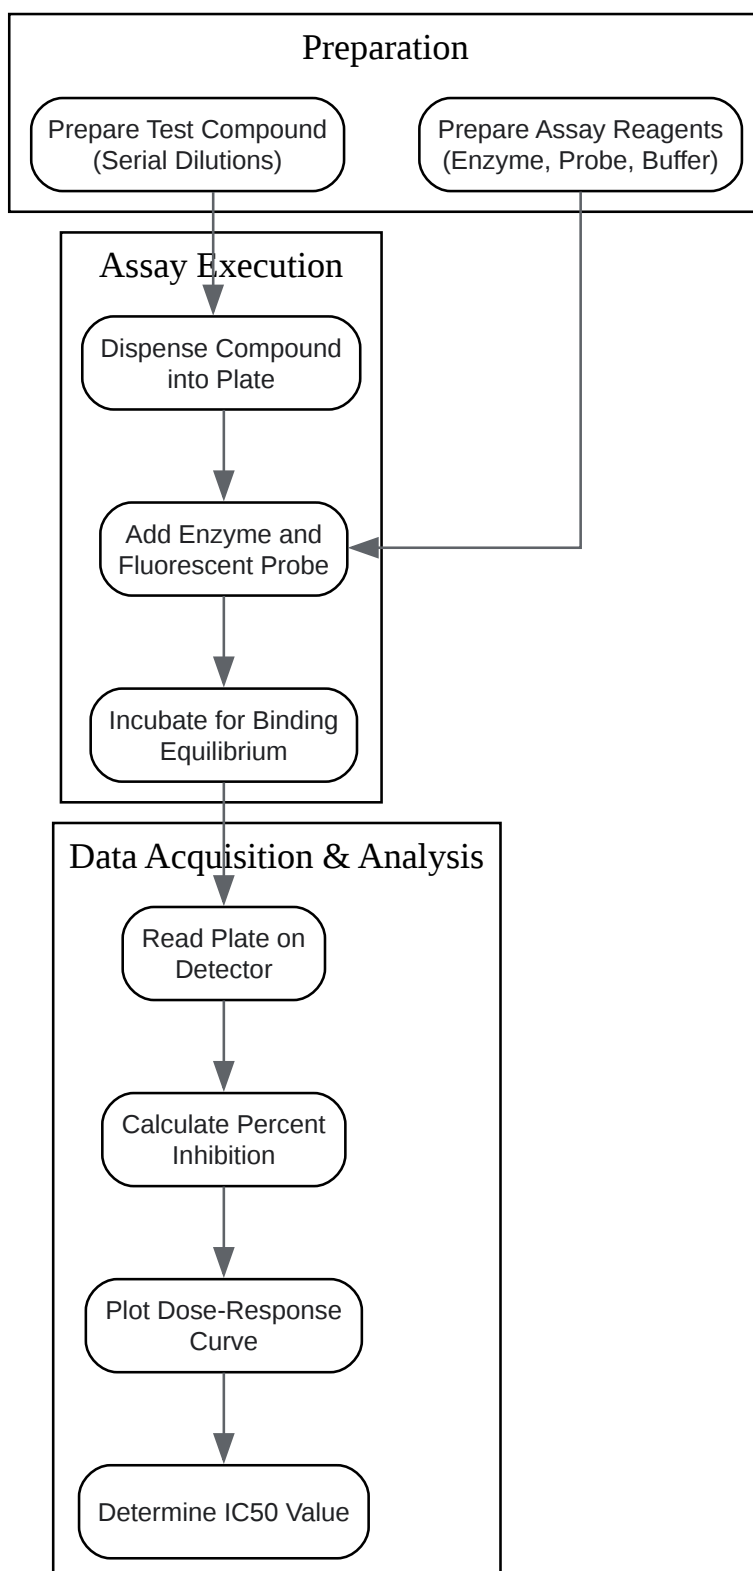 Preparation
Prepare Test Compound
(Serial Dilutions)
Prepare Assay Reagents
(Enzyme, Probe, Buffer)
Assay Execution
Dispense Compound
into Plate
Add Enzyme and
Fluorescent Probe
Incubate for Binding
Equilibrium
Data Acquisition & Analysis
Read Plate on
Detector
Calculate Percent
Inhibition
Plot Dose-Response
Curve
Determine IC50 Value